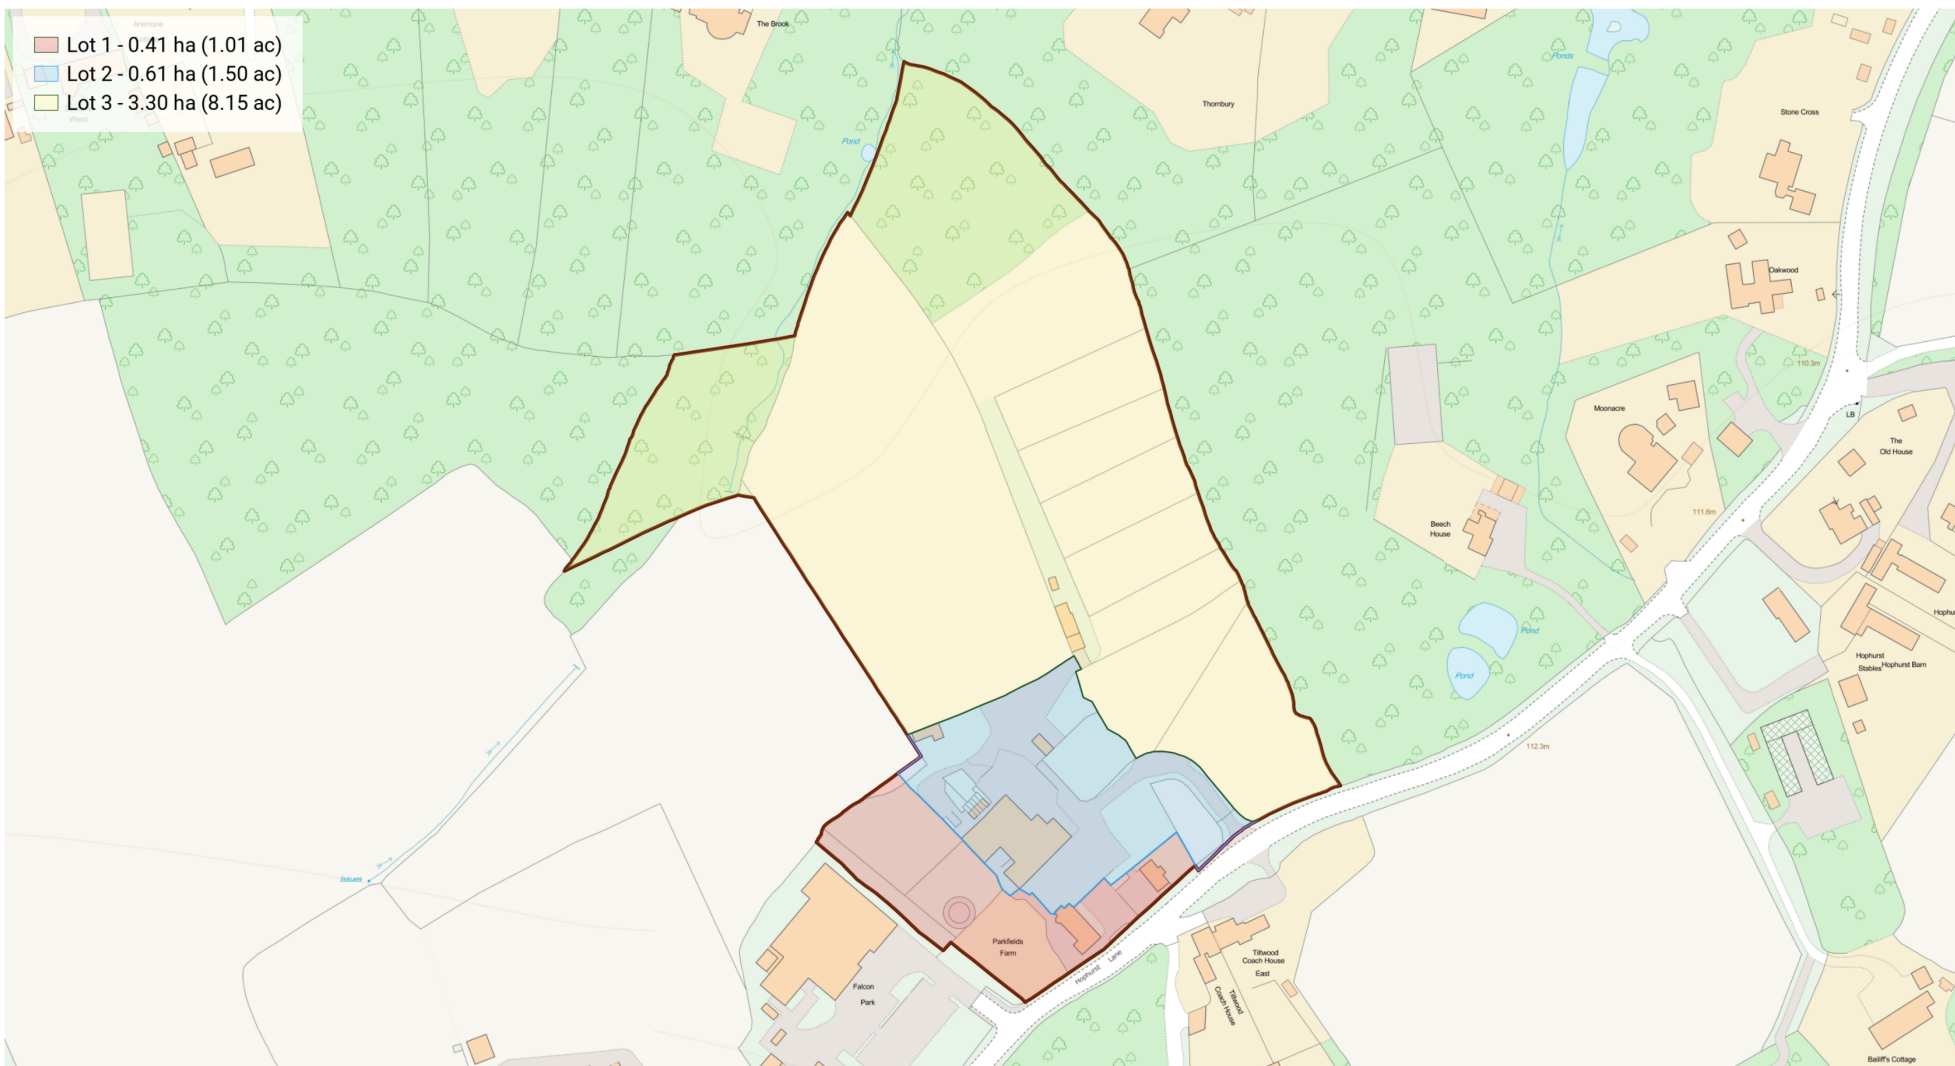 Anemone
Lot 1 - 0.41 ha (1.01 ac)
Lot 2 - 0.61 ha (1.50 ac)
Lot 3 - 3.30 ha (8.15 ac)
Wood
The Brook
Pond
Thornbury
Ponds
Stone Cross
Oakwood
110.3m
LB
Moonacre
The
Old House
111.6m
Beech
House
Pond
Pond
Hophurst
Stables
Hophurst Barn
112.3m
Issues
Parkfields
Farm
Hophurst Lane
Falcon
Park
Tiltwood
Coach House
East
Tiltwood
Coach House
Bailiff's Cottage